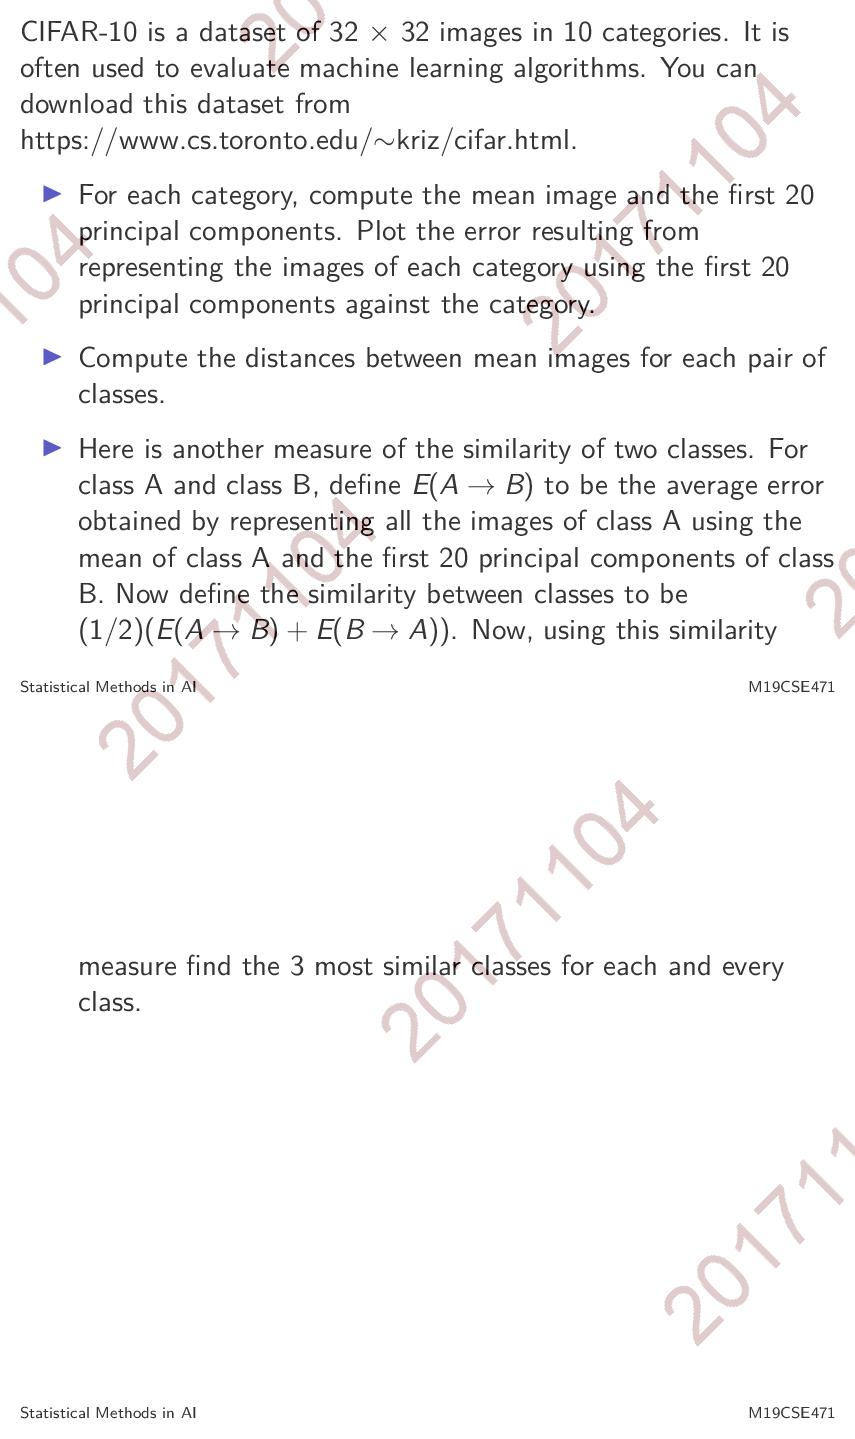 CIFAR-10 is a dataset of 32 × 32 images in 10 categories. It is
often used to evaluate machine learning algorithms. You can
download this dataset from
https://www.cs.toronto.edu/∼kriz/cifar.html.
▶ For each category, compute the mean image and the first 20
principal components. Plot the error resulting from
representing the images of each category using the first 20
principal components against the category.
▶ Compute the distances between mean images for each pair of
classes.
▶ Here is another measure of the similarity of two classes. For
class A and class B, define E(A → B) to be the average error
obtained by representing all the images of class A using the
mean of class A and the first 20 principal components of class
B. Now define the similarity between classes to be
(1/2)(E(A → B) + E(B → A)). Now, using this similarity
Statistical Methods in AI M19CSE471
measure find the 3 most similar classes for each and every
class.
Statistical Methods in AI M19CSE471
20171104
20171104
20171104
104
20
20
201711